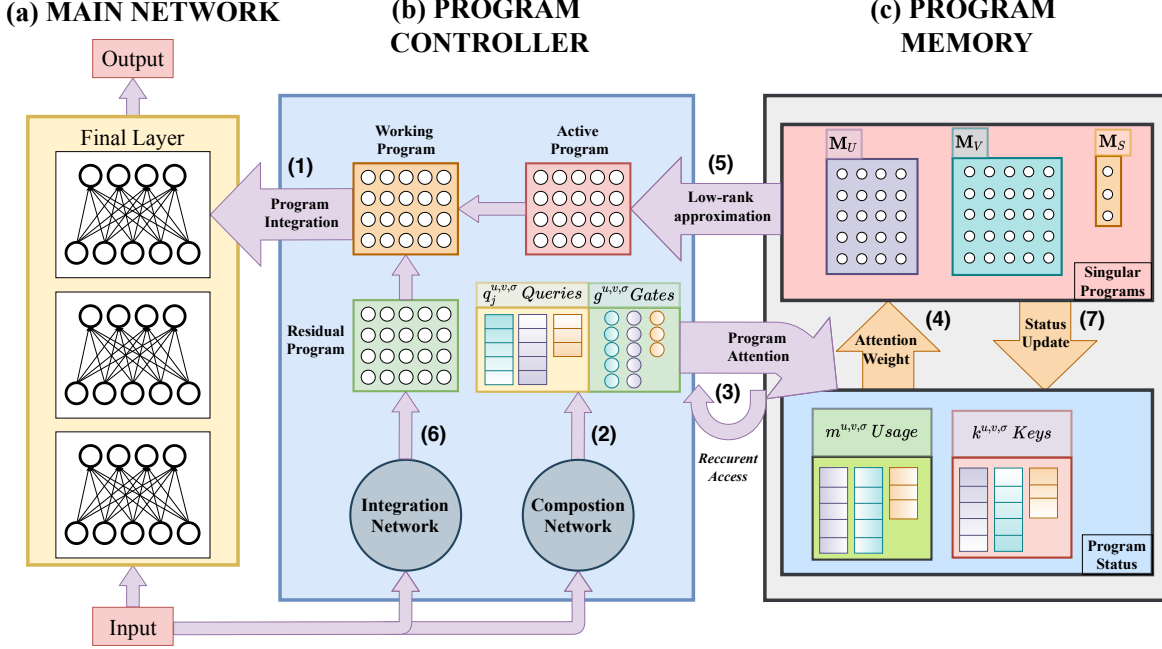 (a) MAIN NETWORK
Output
Final Layer
Input
(b) PROGRAM
CONTROLLER
Working
Program
Active
Program
(1)
Program
Integration
Residual
Program
q_j^{u,v,σ} Queries
g^{u,v,σ} Gates
(6)
(2)
Integration
Network
Compostion
Network
(5)
Low-rank
approximation
Program
Attention
(3)
Reccurent
Access
(c) PROGRAM
MEMORY
M_U
M_V
M_S
Singular
Programs
(4)
Attention
Weight
Status
Update
(7)
m^{u,v,σ} Usage
k^{u,v,σ} Keys
Program
Status